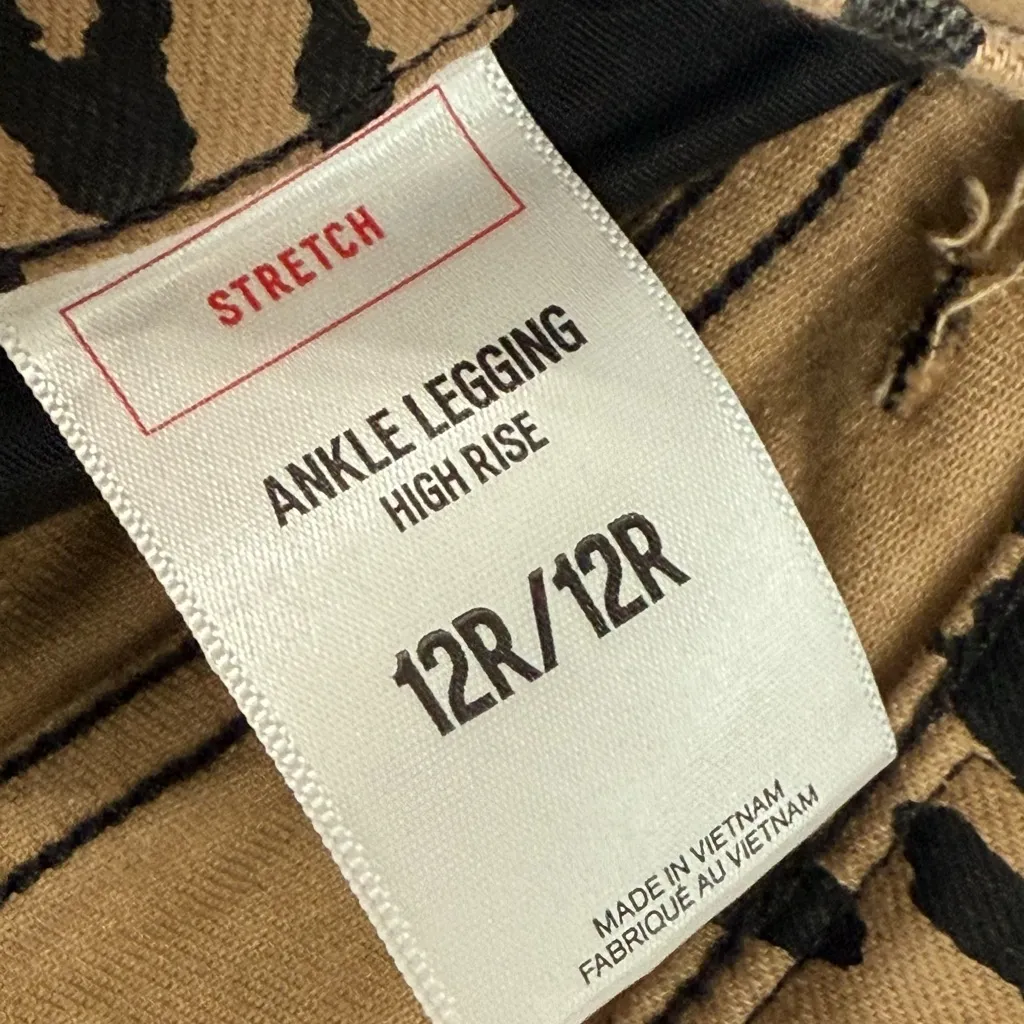 STRETCH
ANKLE LEGGING
HIGH RISE
12R/12R
MADE IN VIETNAM
FABRIQUÉ AU VIETNAM